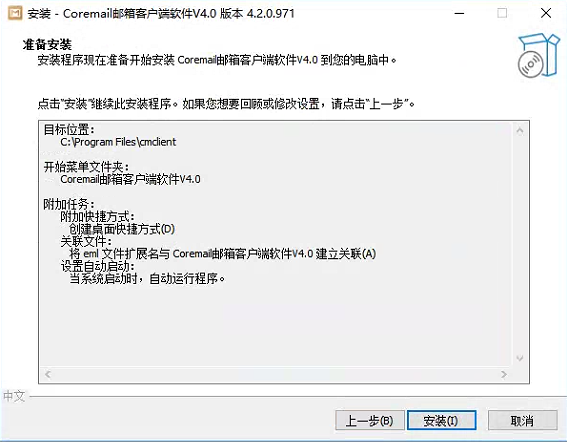 安装 - Coremail邮箱客户端软件V4.0 版本 4.2.0.971
准备安装
安装程序现在准备开始安装 Coremail邮箱客户端软件V4.0 到您的电脑中。
点击“安装”继续此安装程序。如果您想要回顾或修改设置，请点击“上一步”。
目标位置：
C:\Program Files\cmclient
开始菜单文件夹：
Coremail邮箱客户端软件V4.0
附加任务：
附加快捷方式：
创建桌面快捷方式(D)
关联文件：
将 eml 文件扩展名与 Coremail邮箱客户端软件V4.0 建立关联(A)
设置自动启动：
当系统启动时，自动运行程序。
中文
上一步(B)
安装(I)
取消